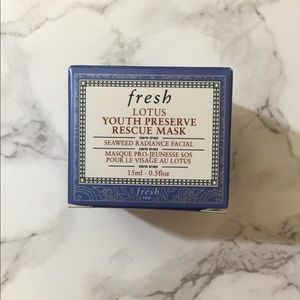 fresh
LOTUS
YOUTH PRESERVE
RESCUE MASK
SEAWEED RADIANCE FACIAL
MASQUE PRO-JEUNESSE SOS
POUR LE VISAGE AU LOTUS
15ml - 0.5floz
fresh